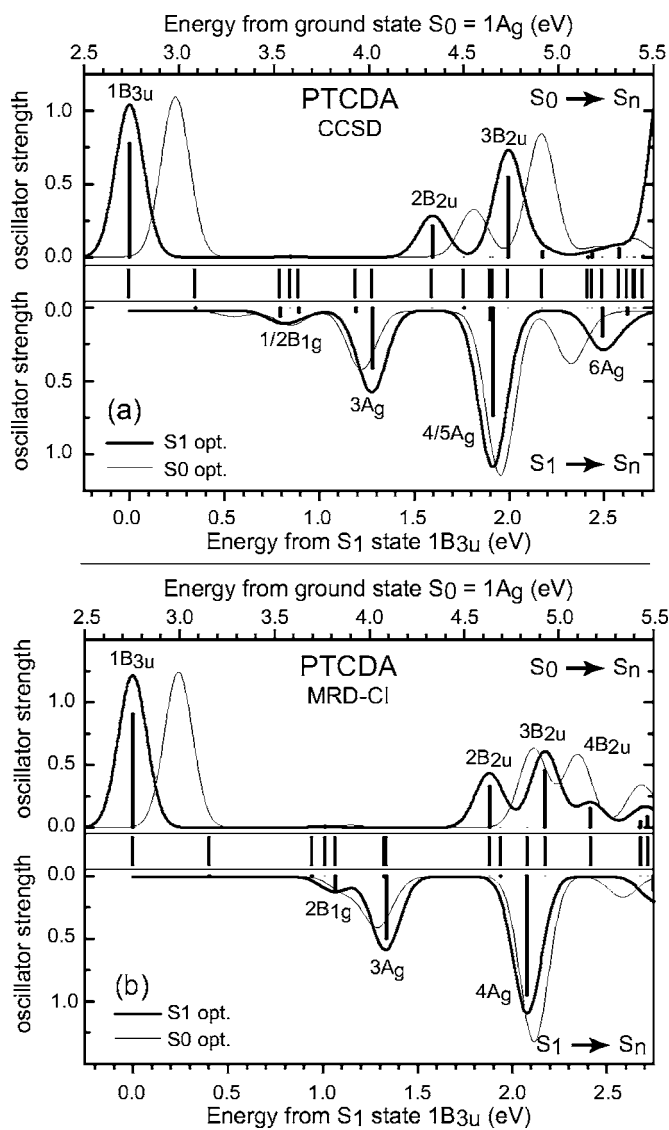 Energy from ground state S0 = 1Ag (eV)
2.5 3.0 3.5 4.0 4.5 5.0 5.5
1B3u
PTCDA
CCSD
S0 → Sn
3B2u
2B2u
oscillator strength
1.0
0.5
0.0
0.0
0.5
1.0
oscillator strength
1/2B1g
3Ag
4/5Ag
6Ag
(a)
S1 opt.
S0 opt.
S1 → Sn
0.0 0.5 1.0 1.5 2.0 2.5
Energy from S1 state 1B3u (eV)
Energy from ground state S0 = 1Ag (eV)
2.5 3.0 3.5 4.0 4.5 5.0 5.5
1B3u
PTCDA
MRD-CI
S0 → Sn
3B2u
2B2u
4B2u
oscillator strength
1.0
0.5
0.0
0.0
0.5
1.0
oscillator strength
2B1g
3Ag
4Ag
(b)
S1 opt.
S0 opt.
S1 → Sn
0.0 0.5 1.0 1.5 2.0 2.5
Energy from S1 state 1B3u (eV)